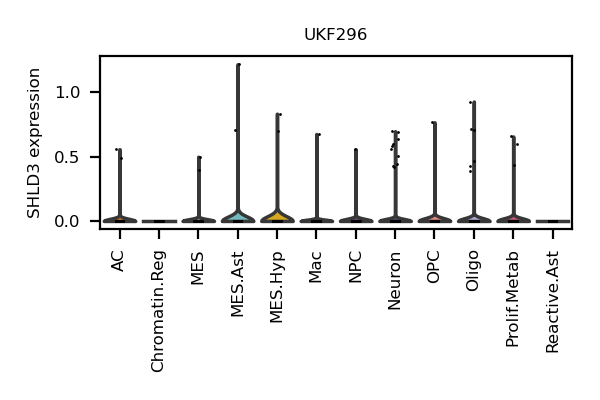 UKF296
SHLD3 expression
1.0
0.5
0.0
AC
Chromatin.Reg
MES
MES.Ast
MES.Hyp
Mac
NPC
Neuron
OPC
Oligo
Prolif.Metab
Reactive.Ast